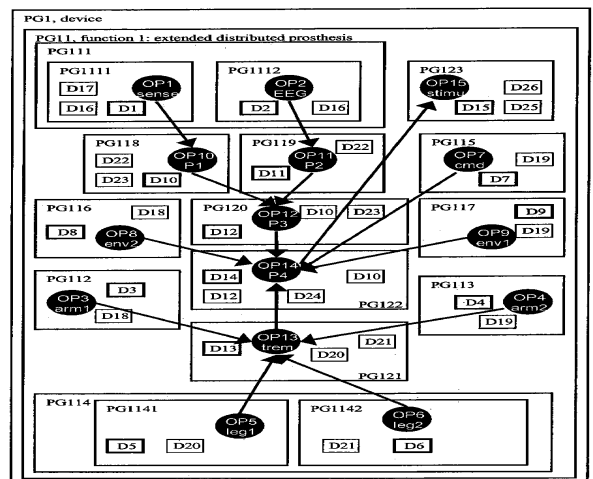 PG1, device
PG11, function 1: extended distributed prosthesis
PG111
PG1111
D17
D16
D1
OP1
sense
PG1112
OP2
EEG
D2
D16
PG123
OP15
stimu
D26
D15
D25
PG118
D22
D23
D10
OP10
P1
PG119
D22
D11
OP11
P2
PG115
OP7
cmd
D19
D7
PG116
D18
D8
OP8
env2
PG120
OP12
P3
D10
D23
D12
PG117
D9
D19
OP9
env1
OP14
P4
D14
D12
D24
D10
PG122
PG112
D3
OP3
arm1
D18
PG113
D4
OP4
arm2
D19
OP13
trem
D13
D20
D21
PG121
PG114
PG1141
OP5
leg1
D5
D20
PG1142
OP6
leg2
D21
D6